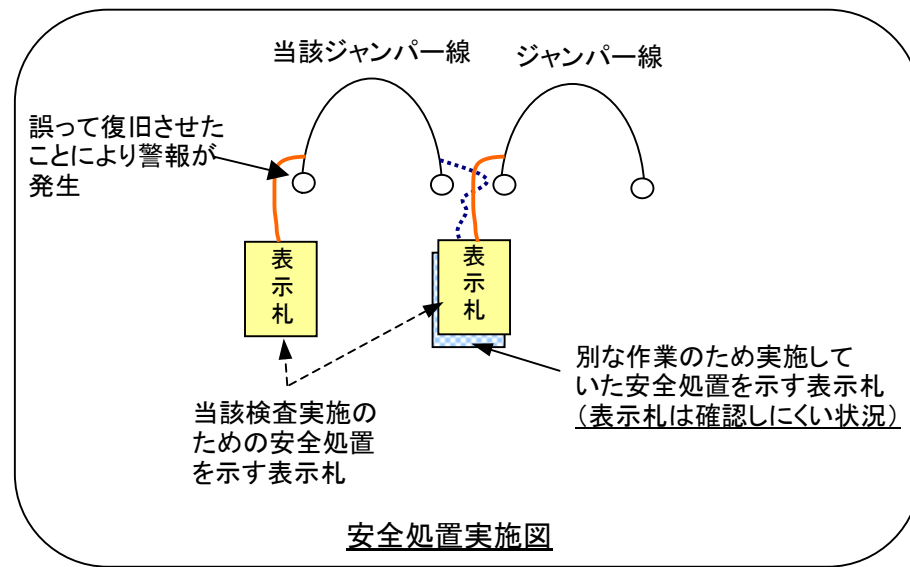 当該ジャンパー線
ジャンパー線
誤って復旧させた
ことにより警報が
発生
表
示
札
表
示
札
別な作業のため実施して
いた安全処置を示す表示札
（表示札は確認しにくい状況）
当該検査実施の
ための安全処置
を示す表示札
安全処置実施図